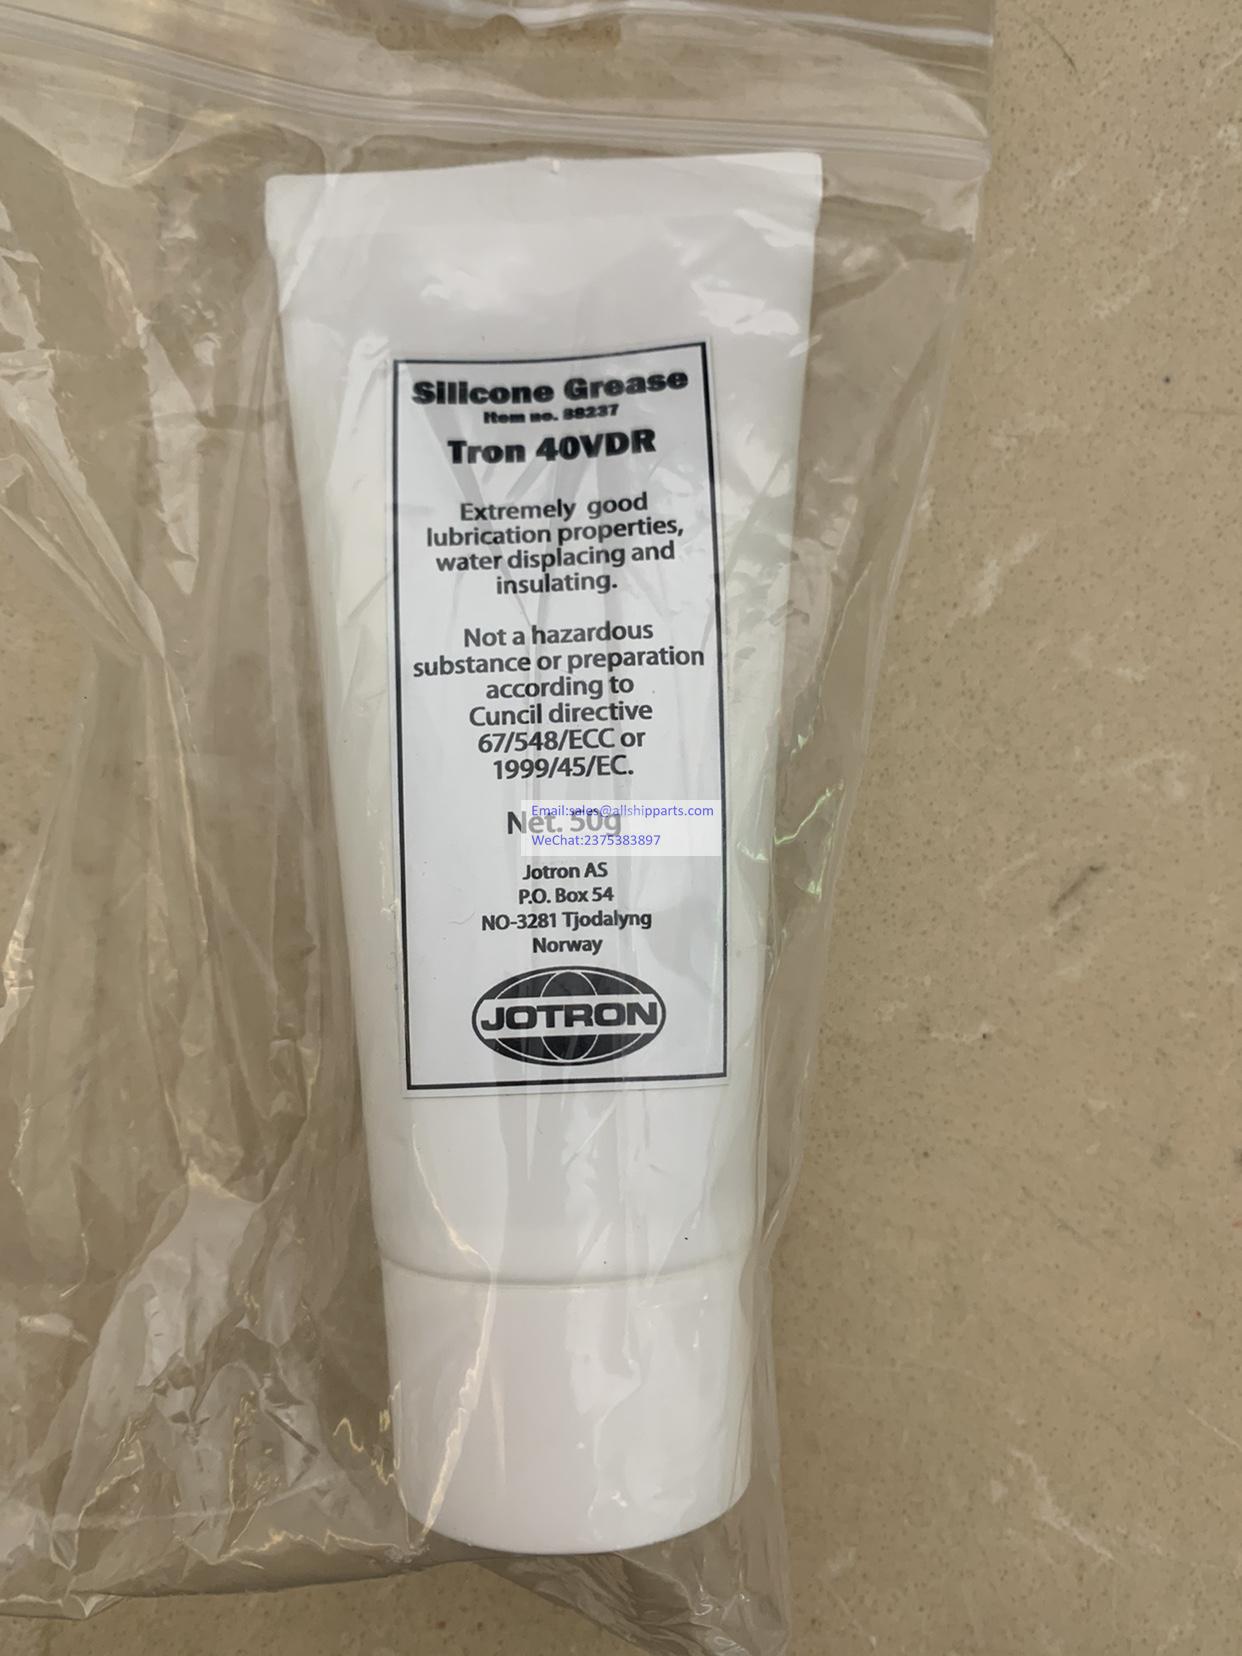 Silicone Grease
Item no. 88237
Tron 40VDR
Extremely good
lubrication properties,
water displacing and
insulating.
Not a hazardous
substance or preparation
according to
Cuncil directive
67/548/ECC or
1999/45/EC.
Net. 50g
Email:sales@allshipparts.com
WeChat:2375383897
Jotron AS
P.O. Box 54
NO-3281 Tjodalyng
Norway
JOTRON